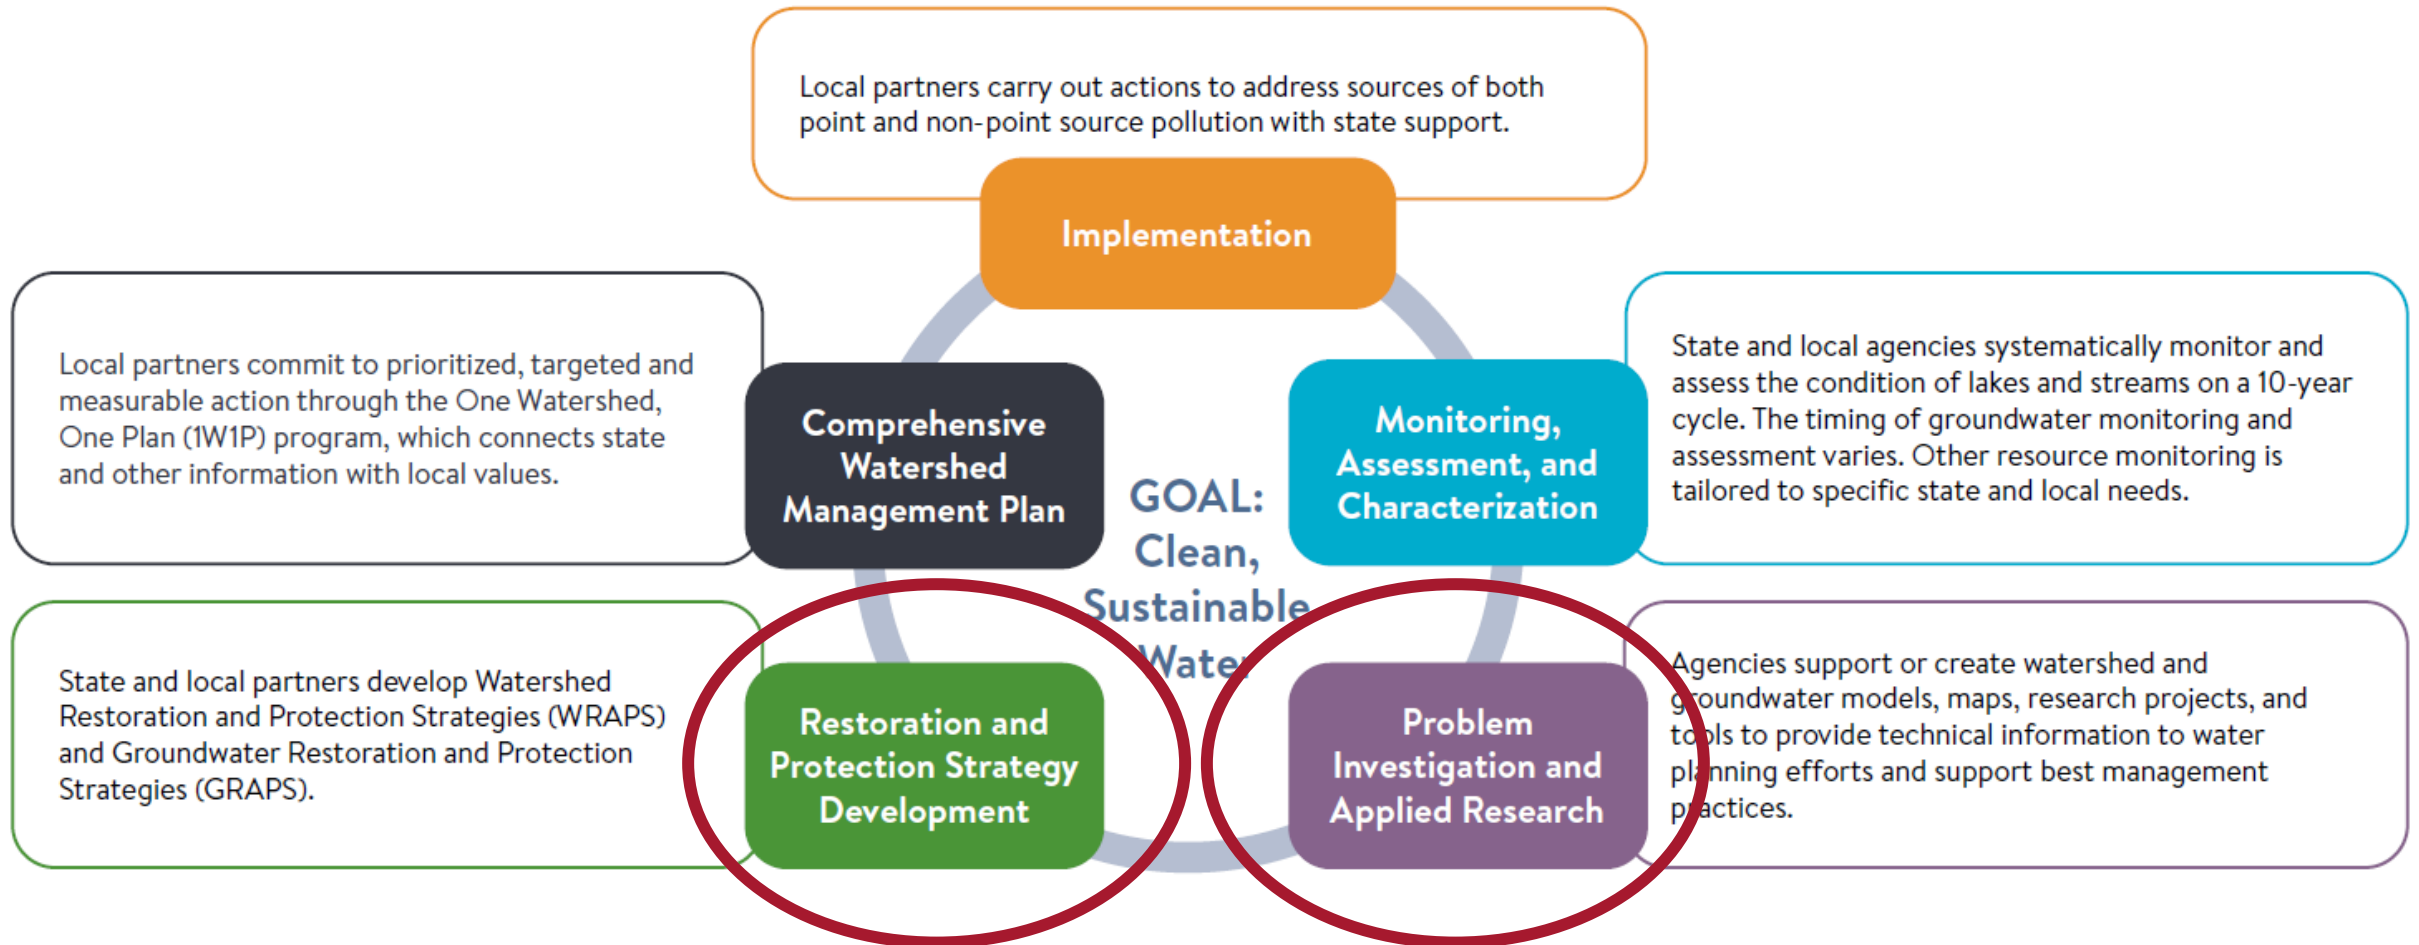 Local partners carry out actions to address sources of both
point and non-point source pollution with state support.
Implementation
Local partners commit to prioritized, targeted and
measurable action through the One Watershed,
One Plan (1W1P) program, which connects state
and other information with local values.
Comprehensive
Watershed
Management Plan
GOAL:
Clean,
Sustainable
Water
Monitoring,
Assessment, and
Characterization
State and local agencies systematically monitor and
assess the condition of lakes and streams on a 10-year
cycle. The timing of groundwater monitoring and
assessment varies. Other resource monitoring is
tailored to specific state and local needs.
State and local partners develop Watershed
Restoration and Protection Strategies (WRAPS)
and Groundwater Restoration and Protection
Strategies (GRAPS).
Restoration and
Protection Strategy
Development
Problem
Investigation and
Applied Research
Agencies support or create watershed and
groundwater models, maps, research projects, and
tools to provide technical information to water
planning efforts and support best management
practices.